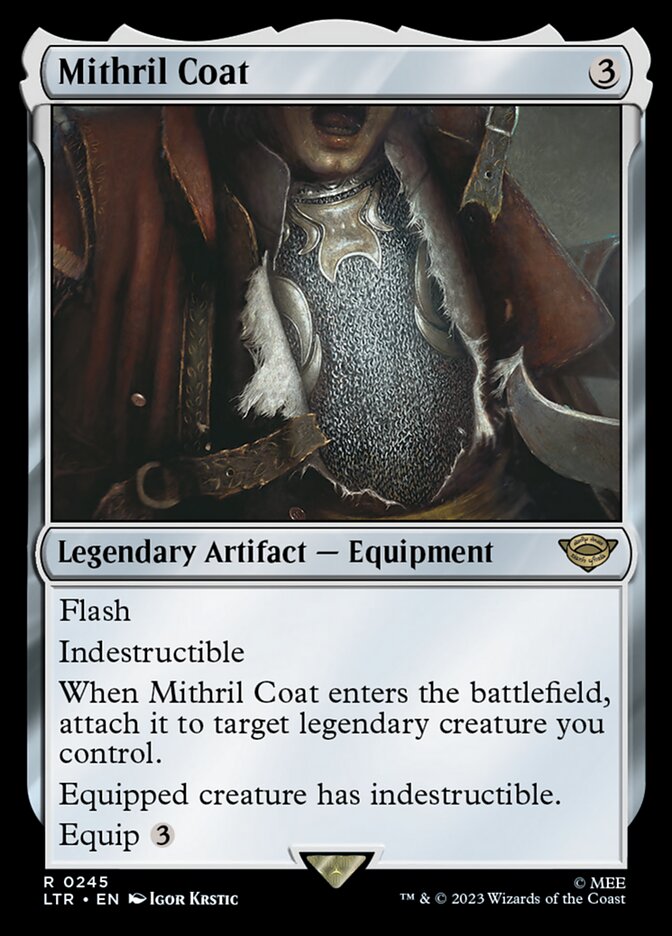 Mithril Coat 3
Legendary Artifact — Equipment
Flash
Indestructible
When Mithril Coat enters the battlefield,
attach it to target legendary creature you
control.
Equipped creature has indestructible.
Equip 3
R 0245 © MEE
LTR • EN Igor Krstic ™ & © 2023 Wizards of the Coast